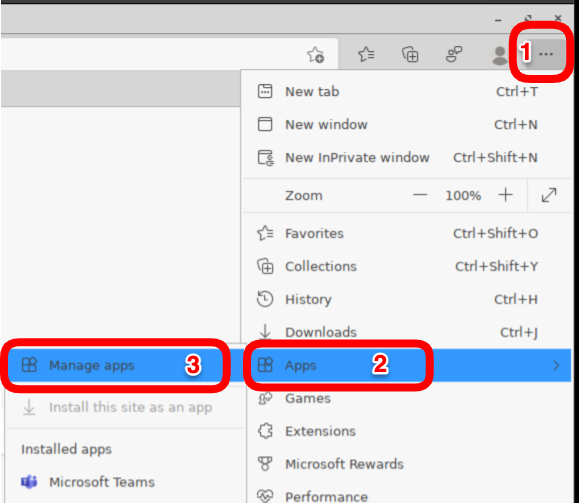 1 ...
New tab Ctrl+T
New window Ctrl+N
New InPrivate window Ctrl+Shift+N
Zoom — 100% +
Favorites Ctrl+Shift+O
Collections Ctrl+Shift+Y
History Ctrl+H
Downloads Ctrl+J
Manage apps 3
Apps 2 >
Install this site as an app
Games
Extensions
Installed apps
Microsoft Rewards
Microsoft Teams
Performance